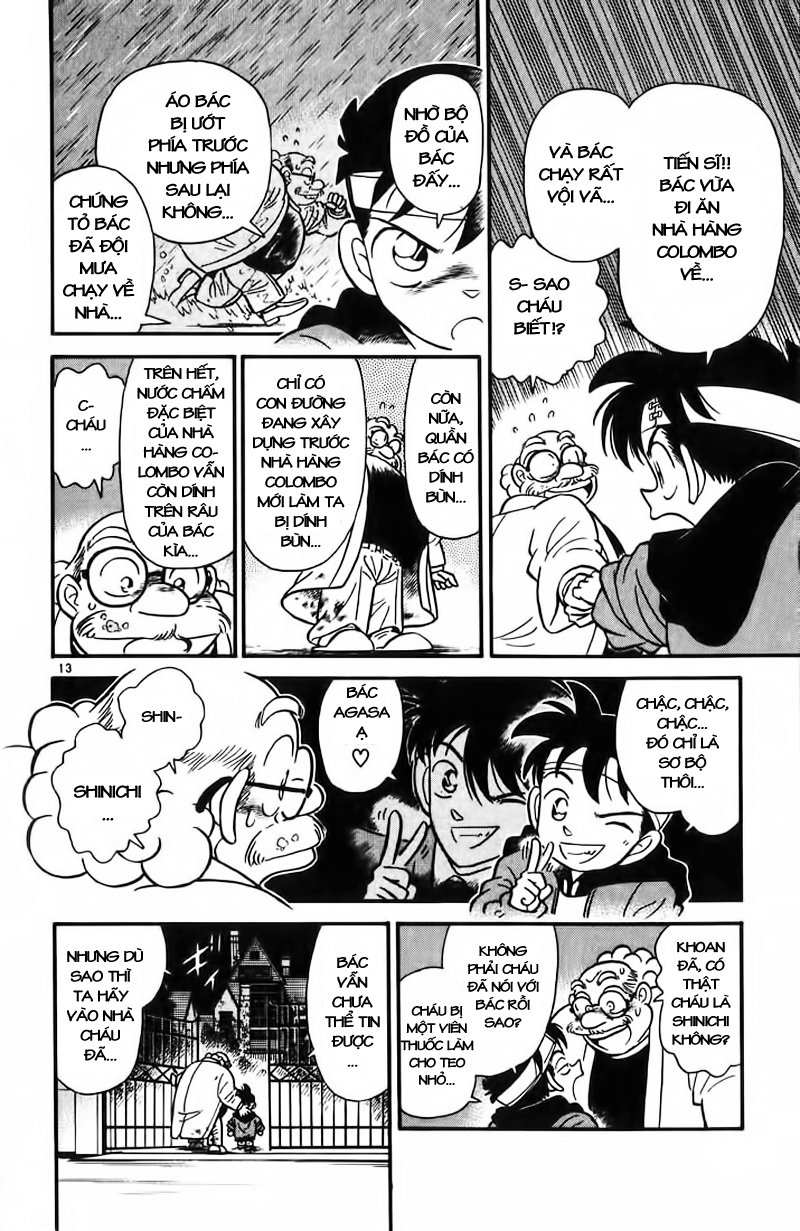 TIẾN SĨ!!
BÁC VỪA
ĐI ĂN
NHÀ HÀNG
COLOMBO
VỀ...
VÀ BÁC
CHẠY RẤT
VỘI VÃ...
S- SAO
CHÁU
BIẾT!?
NHỜ BỘ
ĐỒ CỦA
BÁC
ĐẤY...
ÁO BÁC
BỊ ƯỚT
PHÍA TRƯỚC
NHƯNG PHÍA
SAU LẠI
KHÔNG...
CHỨNG
TỎ BÁC
ĐÃ ĐỘI
MƯA
CHẠY VỀ
NHÀ...
CÒN
NỮA,
QUẦN
BÁC CÓ
DÍNH
BÙN...
CHỈ CÓ
CON ĐƯỜNG
ĐANG XÂY
DỰNG TRƯỚC
NHÀ HÀNG
COLOMBO
MỚI LÀM TA
BỊ DÍNH
BÙN...
TRÊN HẾT,
NƯỚC CHẤM
ĐẶC BIỆT
CỦA NHÀ
HÀNG CO-
LOMBO VẪN
CÒN DÍNH
TRÊN RÂU
CỦA BÁC
KÌA...
C-
CHÁU
...
13
CHẬC, CHẬC,
CHẬC...
ĐÓ CHỈ LÀ
SƠ BỘ
THÔI...
BÁC
AGASA
Ạ
♡
SHIN-
SHINICHI
...
KHOAN
ĐÃ, CÓ
THẬT
CHÁU LÀ
SHINICHI
KHÔNG?
KHÔNG
PHẢI CHÁU
ĐÃ NÓI VỚI
BÁC RỒI
SAO?
CHÁU BỊ
MỘT VIÊN
THUỐC LÀM
CHO TEO
NHỎ...
BÁC
VẪN
CHƯA
THỂ TIN
ĐƯỢC
...
NHƯNG DÙ
SAO THÌ
TA HÃY
VÀO NHÀ
CHÁU
ĐÃ...